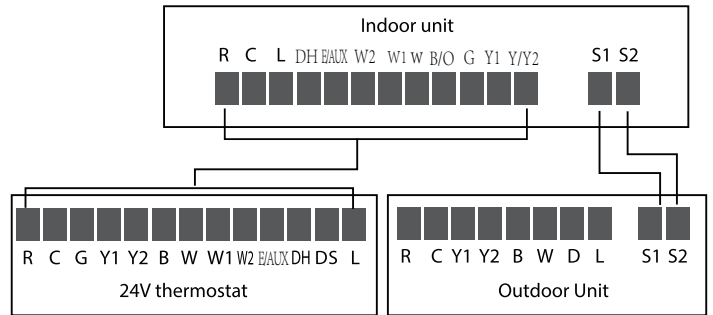 Indoor unit
R C L DH E/AUX W2 W1 W B/O G Y1 Y/Y2 S1 S2
R C G Y1 Y2 B W W1 W2 E/AUX DH DS L
24V thermostat
R C Y1 Y2 B W D L S1 S2
Outdoor Unit